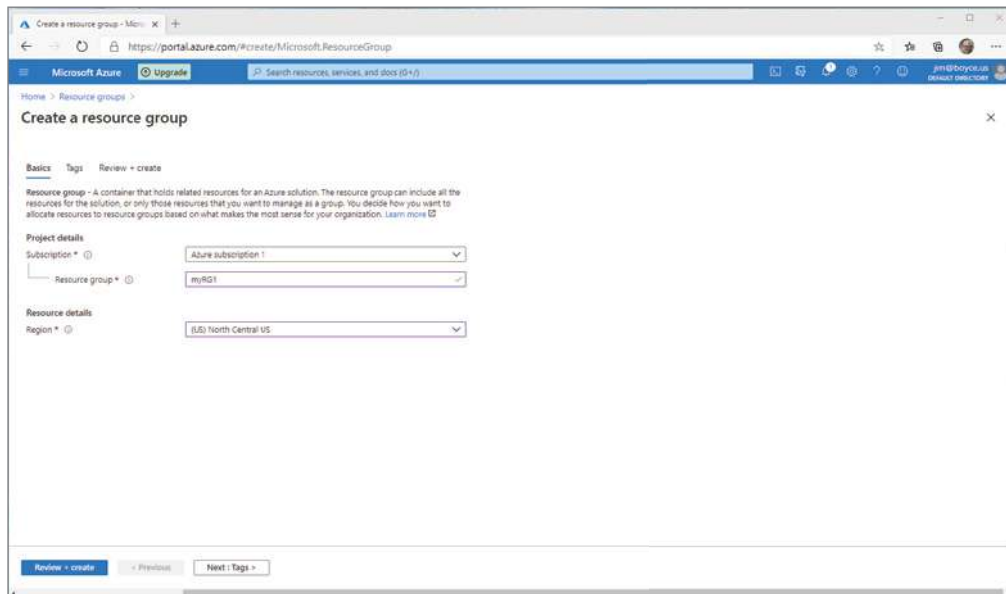 Create a resource group - Micro
https://portal.azure.com/#create/Microsoft.ResourceGroup
Microsoft Azure Upgrade Search resources, services, and docs (G+/) 1 jim@boyce.us
DEFAULT DIRECTORY
Home > Resource groups >
Create a resource group
Basics Tags Review + create
Resource group - A container that holds related resources for an Azure solution. The resource group can include all the
resources for the solution, or only those resources that you want to manage as a group. You decide how you want to
allocate resources to resource groups based on what makes the most sense for your organization. Learn more
Project details
Subscription * Azure subscription 1
Resource group * myRG1
Resource details
Region * (US) North Central US
Review + create < Previous Next : Tags >